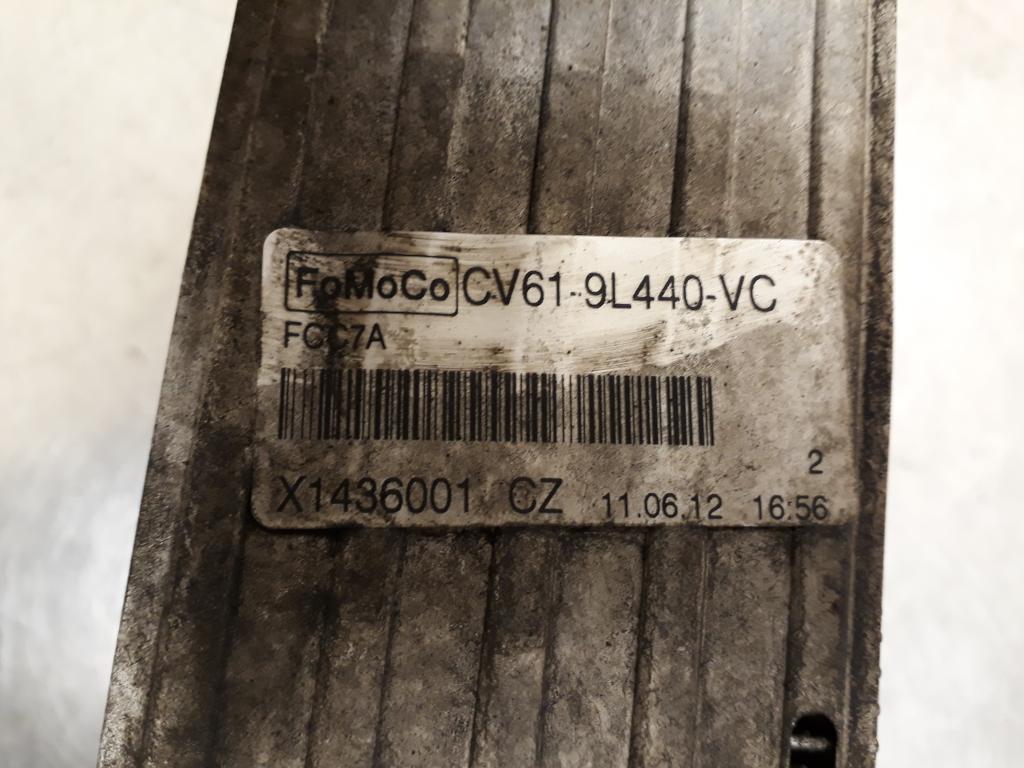 FoMoCo CV61-9L440-VC
FCC7A
2
X1436001 CZ 11.06.12 16:56